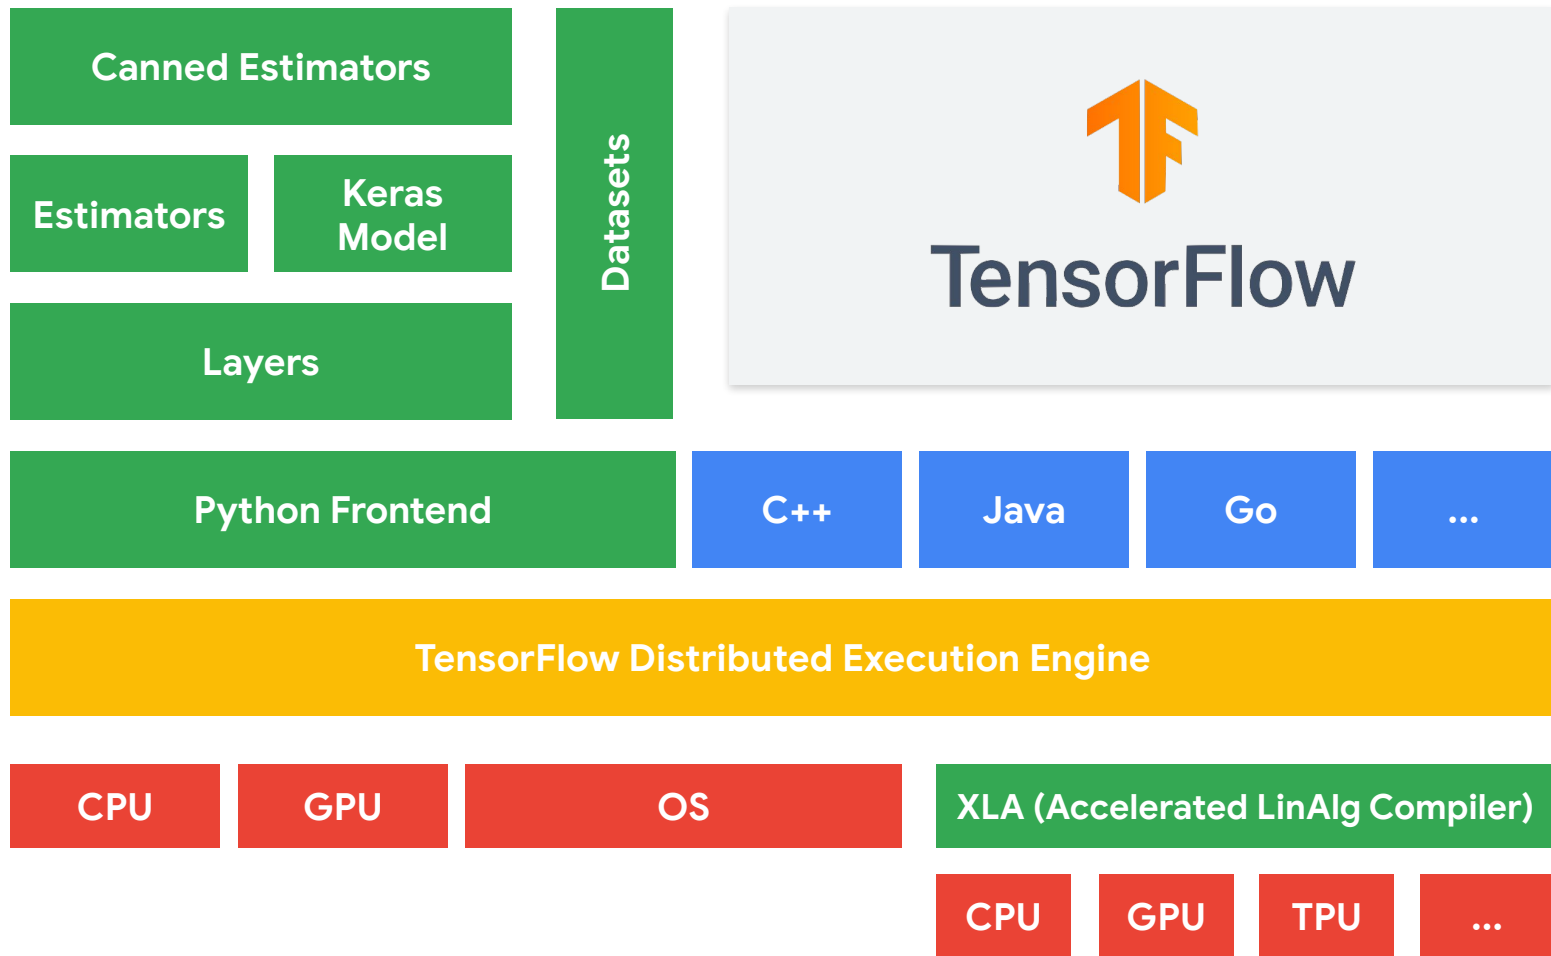 Canned Estimators
Estimators
Keras
Model
Layers
Datasets
TensorFlow
Python Frontend
C++
Java
Go
...
TensorFlow Distributed Execution Engine
CPU
GPU
OS
XLA (Accelerated LinAlg Compiler)
CPU
GPU
TPU
...